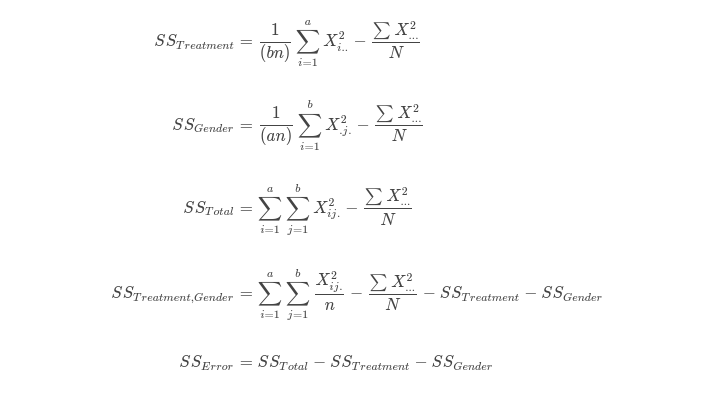 SS_{Treatment} = \frac{1}{(bn)} \sum_{i=1}^{a} X_{i..}^{2} - \frac{\sum X_{...}^{2}}{N}
SS_{Gender} = \frac{1}{(an)} \sum_{i=1}^{b} X_{.j.}^{2} - \frac{\sum X_{...}^{2}}{N}
SS_{Total} = \sum_{i=1}^{a} \sum_{j=1}^{b} X_{ij.}^{2} - \frac{\sum X_{...}^{2}}{N}
SS_{Treatment,Gender} = \sum_{i=1}^{a} \sum_{j=1}^{b} \frac{X_{ij.}^{2}}{n} - \frac{\sum X_{...}^{2}}{N} - SS_{Treatment} - SS_{Gender}
SS_{Error} = SS_{Total} - SS_{Treatment} - SS_{Gender}